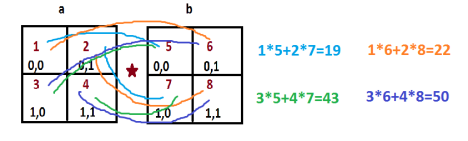 a b
1 2 5 6
0,0 0,1 0,0 0,1
3 4 7 8
1,0 1,1 1,0 1,1
1*5+2*7=19 1*6+2*8=22
3*5+4*7=43 3*6+4*8=50